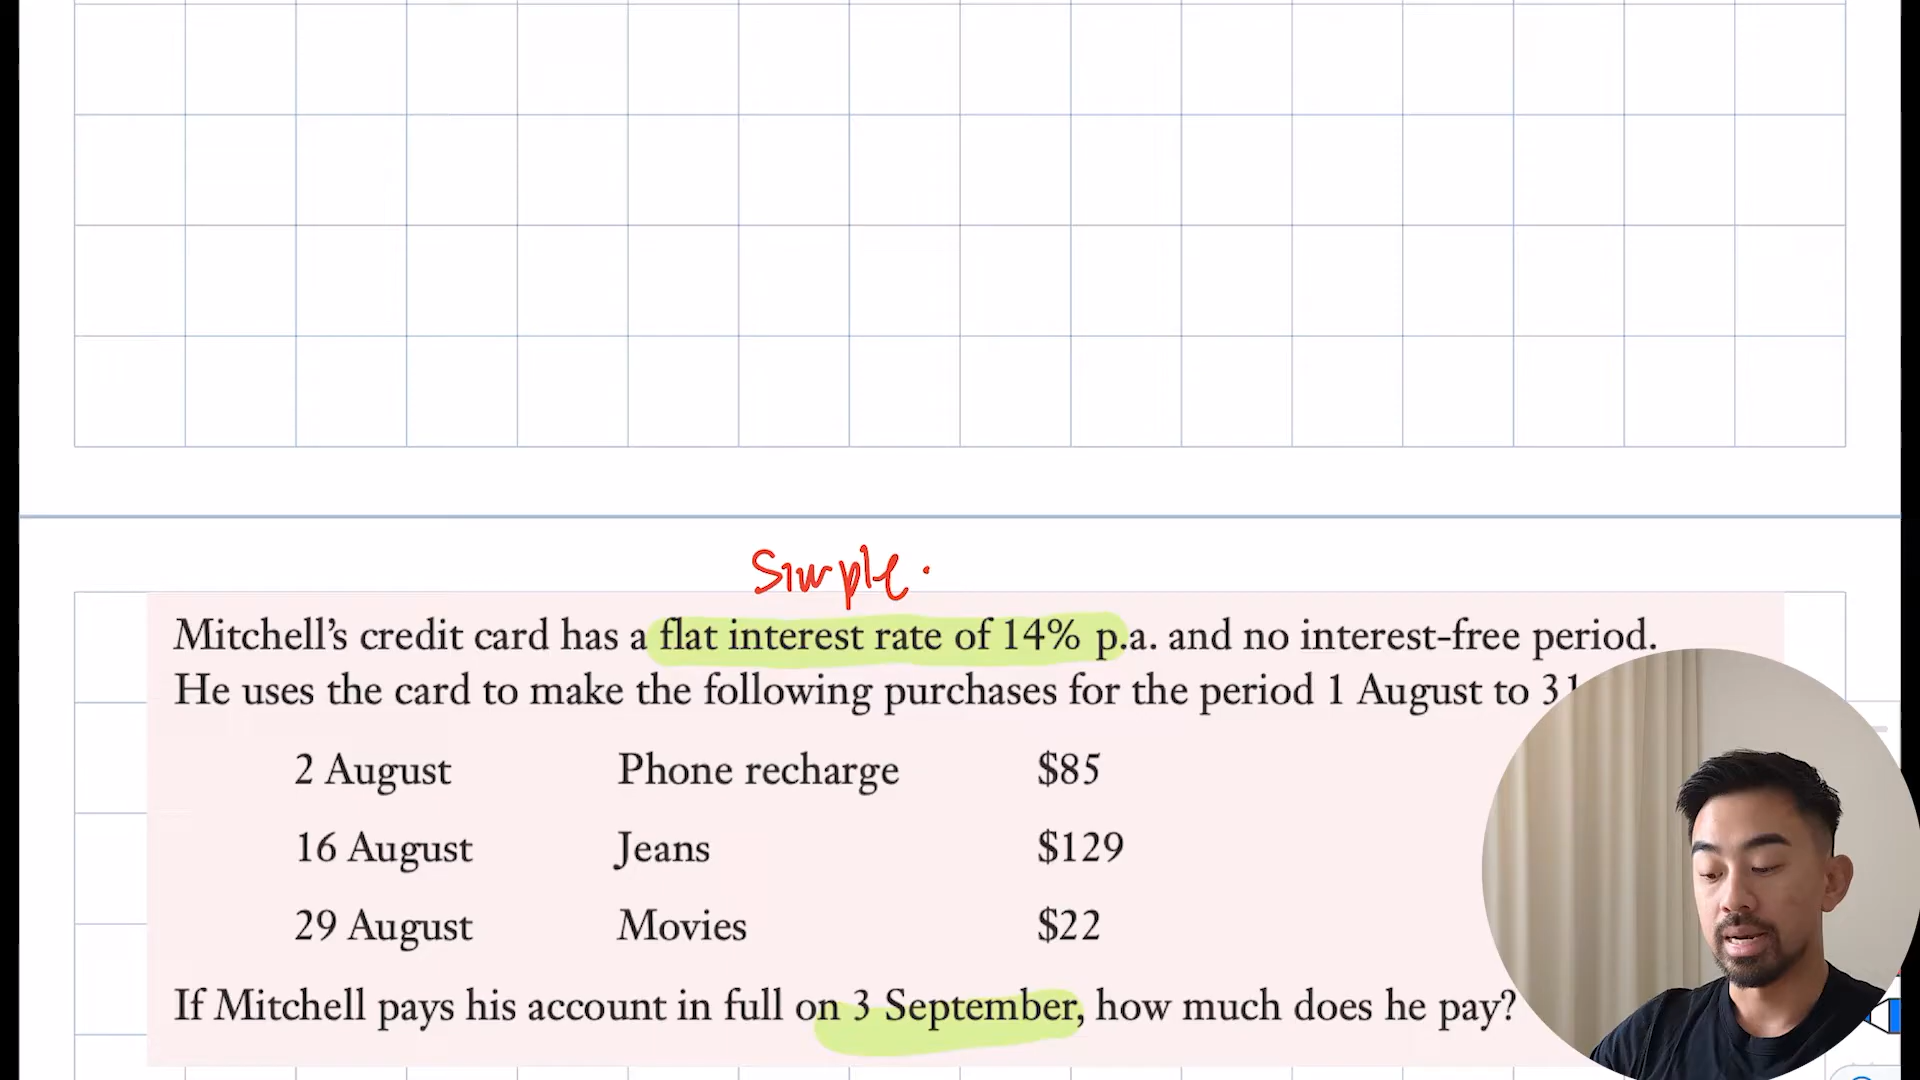 Simple.
Mitchell's credit card has a flat interest rate of 14% p.a. and no interest-free period.
He uses the card to make the following purchases for the period 1 August to 31
2 August Phone recharge $85
16 August Jeans $129
29 August Movies $22
If Mitchell pays his account in full on 3 September, how much does he pay?